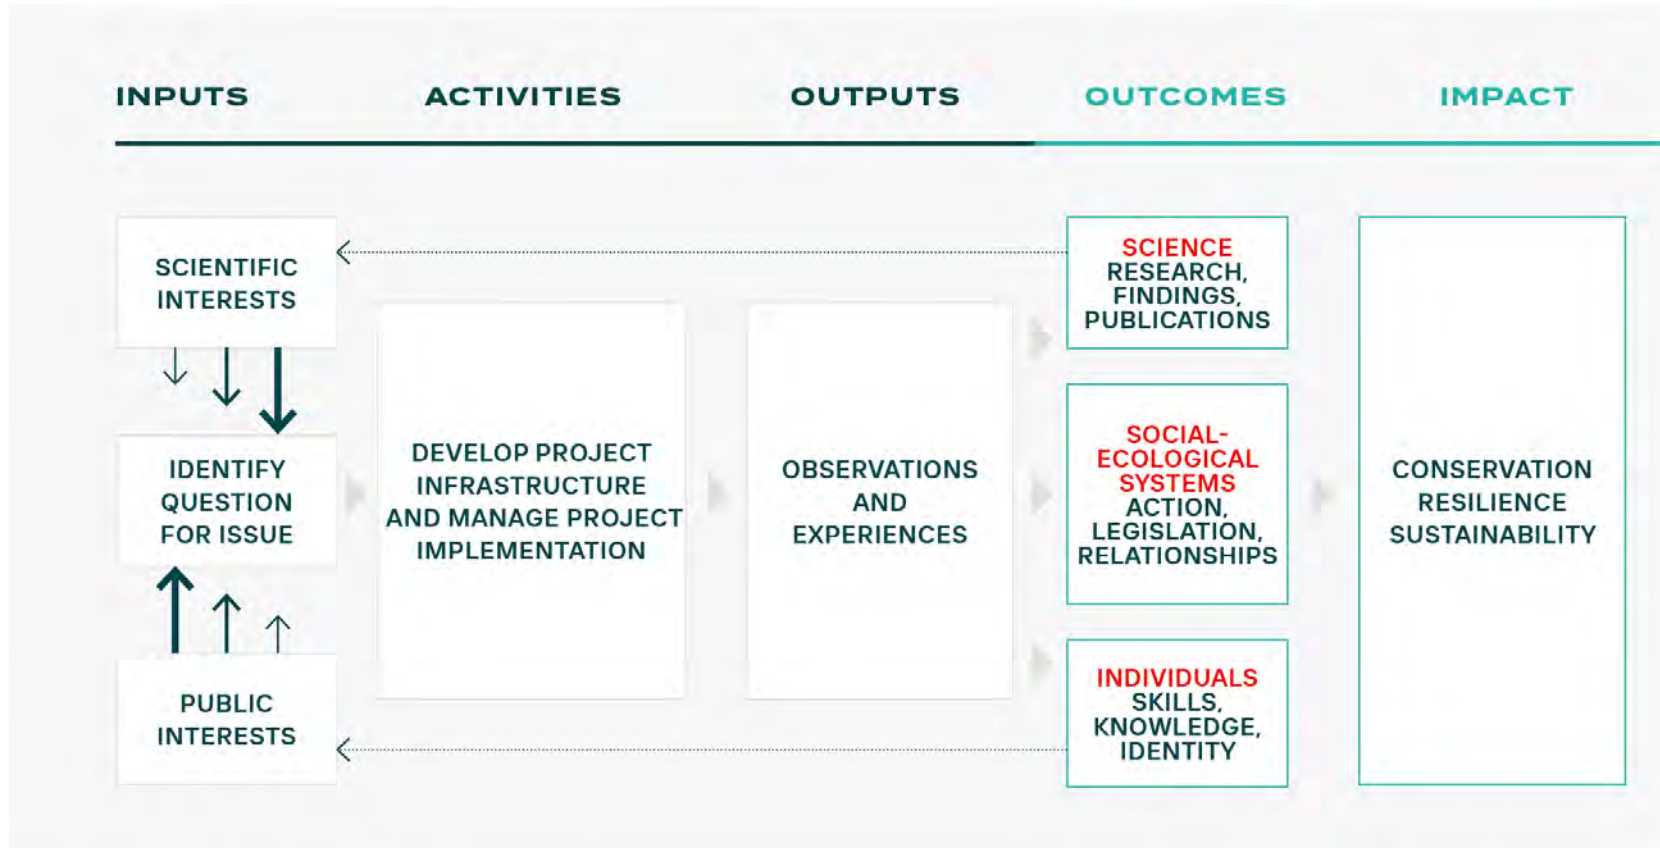 INPUTS
ACTIVITIES
OUTPUTS
OUTCOMES
IMPACT
SCIENTIFIC
INTERESTS
IDENTIFY
QUESTION
FOR ISSUE
PUBLIC
INTERESTS
DEVELOP PROJECT
INFRASTRUCTURE
AND MANAGE PROJECT
IMPLEMENTATION
OBSERVATIONS
AND
EXPERIENCES
SCIENCE
RESEARCH,
FINDINGS,
PUBLICATIONS
SOCIAL-
ECOLOGICAL
SYSTEMS
ACTION,
LEGISLATION,
RELATIONSHIPS
INDIVIDUALS
SKILLS,
KNOWLEDGE,
IDENTITY
CONSERVATION
RESILIENCE
SUSTAINABILITY